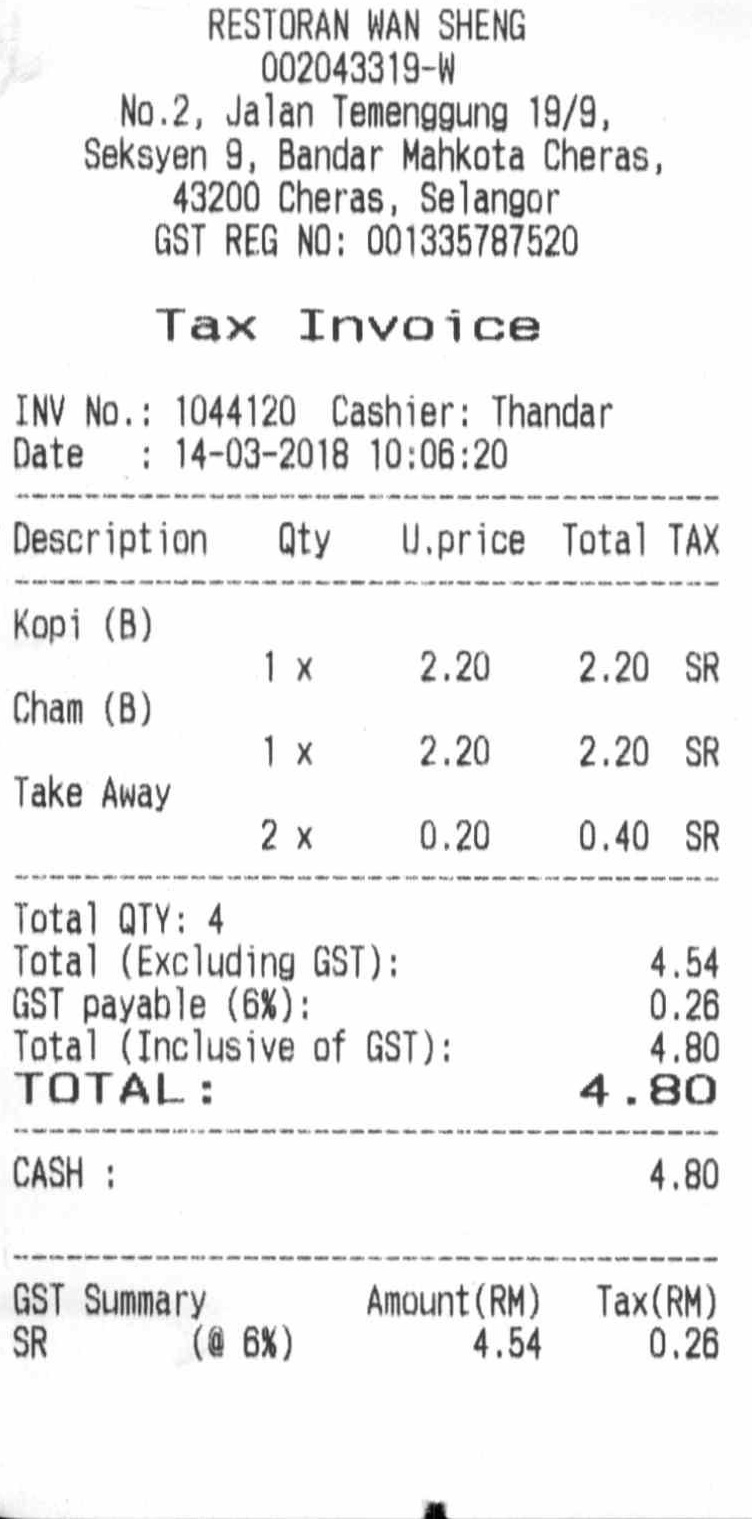 RESTORAN WAN SHENG
002043319-W
No.2, Jalan Temenggung 19/9,
Seksyen 9, Bandar Mahkota Cheras,
43200 Cheras, Selangor
GST REG NO: 001335787520
Tax Invoice
INV No.: 1044120 Cashier: Thandar
Date : 14-03-2018 10:06:20
Description Qty U.price Total TAX
Kopi (B)
1 x 2.20 2.20 SR
Cham (B)
1 x 2.20 2.20 SR
Take Away
2 x 0.20 0.40 SR
Total QTY: 4
Total (Excluding GST): 4.54
GST payable (6%): 0.26
Total (Inclusive of GST): 4.80
TOTAL: 4.80
CASH : 4.80
GST Summary Amount(RM) Tax(RM)
SR (@ 6%) 4.54 0.26